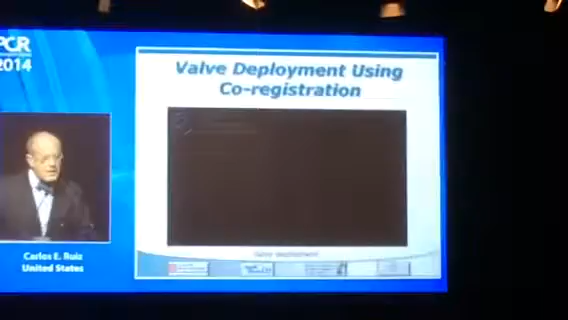 PCR
2014
Valve Deployment Using
Co-registration
Carlos E. Ruiz
United States